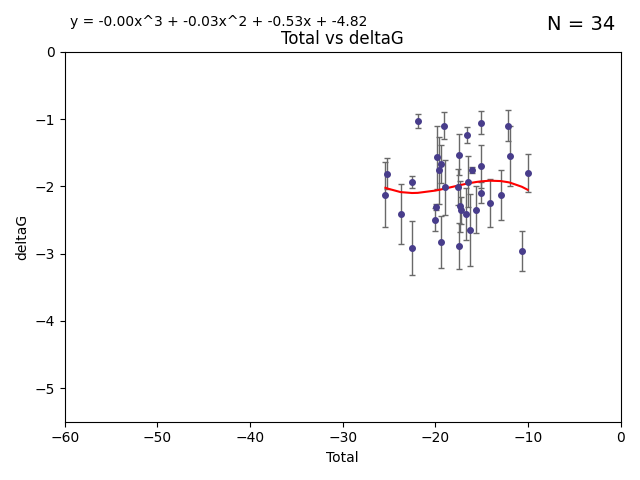 y = -0.00x^3 + -0.03x^2 + -0.53x + -4.82
N = 34
Total vs deltaG
0
−1
−2
−3
−4
−5
deltaG
−60 −50 −40 −30 −20 −10 0
Total